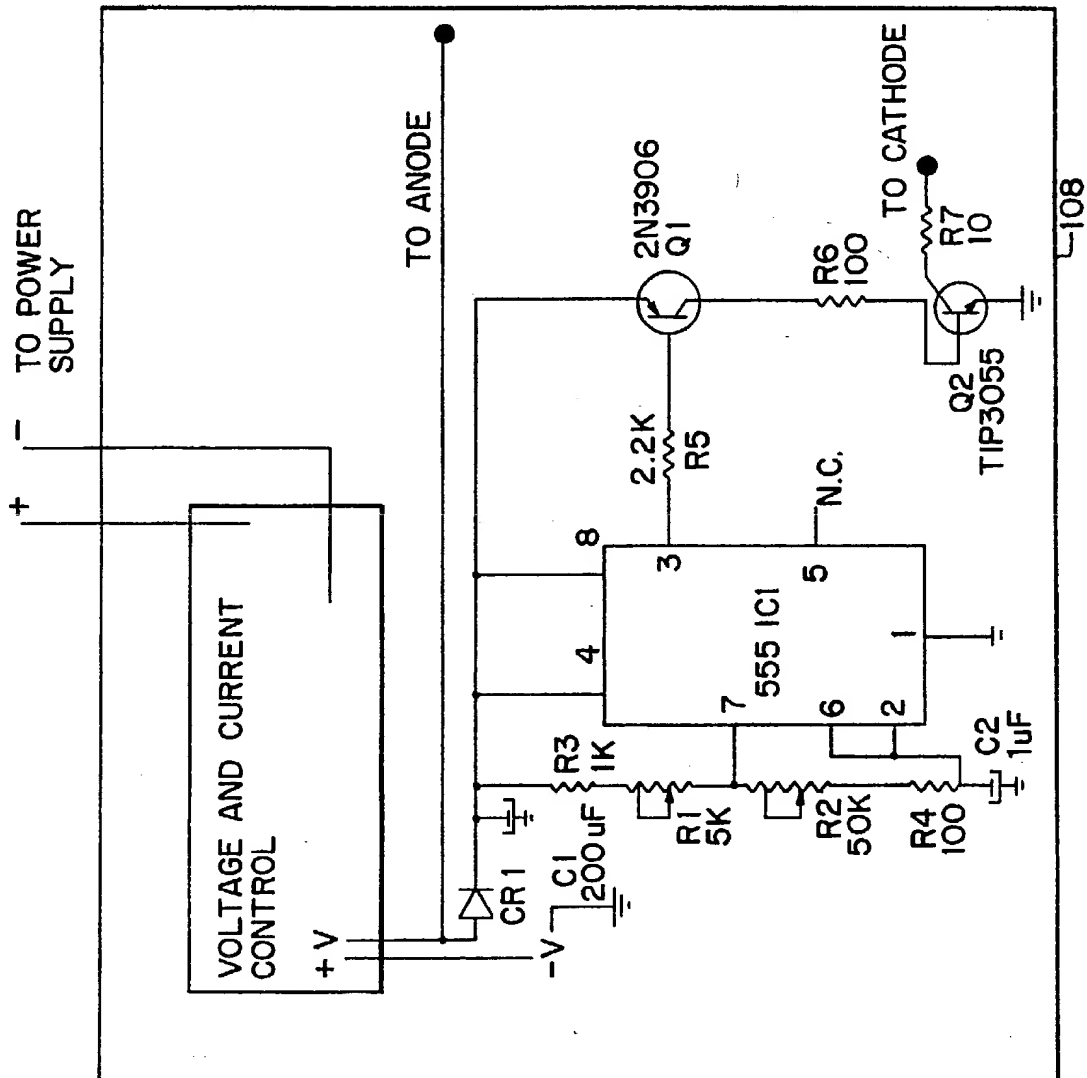 +
−
TO POWER
SUPPLY
VOLTAGE AND CURRENT
CONTROL
+V
-V
TO ANODE
CR1
C1
200uF
R3
1K
R1
5K
R2
50K
R4
100
C2
1uF
4
8
7
3
555 IC1
6
5
2
1
N.C.
2.2K
R5
2N3906
Q1
R6
100
TO CATHODE
R7
10
Q2
TIP3055
108